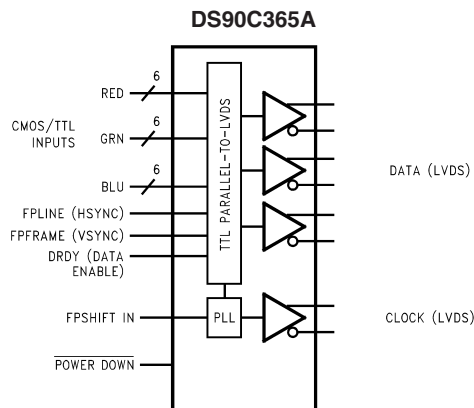 DS90C365A
6
RED
CMOS/TTL
INPUTS
6
GRN
6
BLU
FPLINE (HSYNC)
FPFRAME (VSYNC)
DRDY (DATA
ENABLE)
FPSHIFT IN
POWER DOWN
TTL PARALLEL-TO-LVDS
PLL
DATA (LVDS)
CLOCK (LVDS)